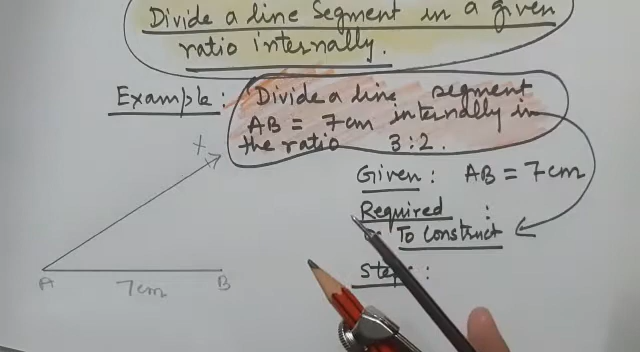 Divide a line Segment in a given
ratio internally.
Example: Divide a line segment
AB = 7cm internally in
the ratio 3:2.
Given: AB = 7cm
Required :
To Construct
Steps:
X
A 7cm B